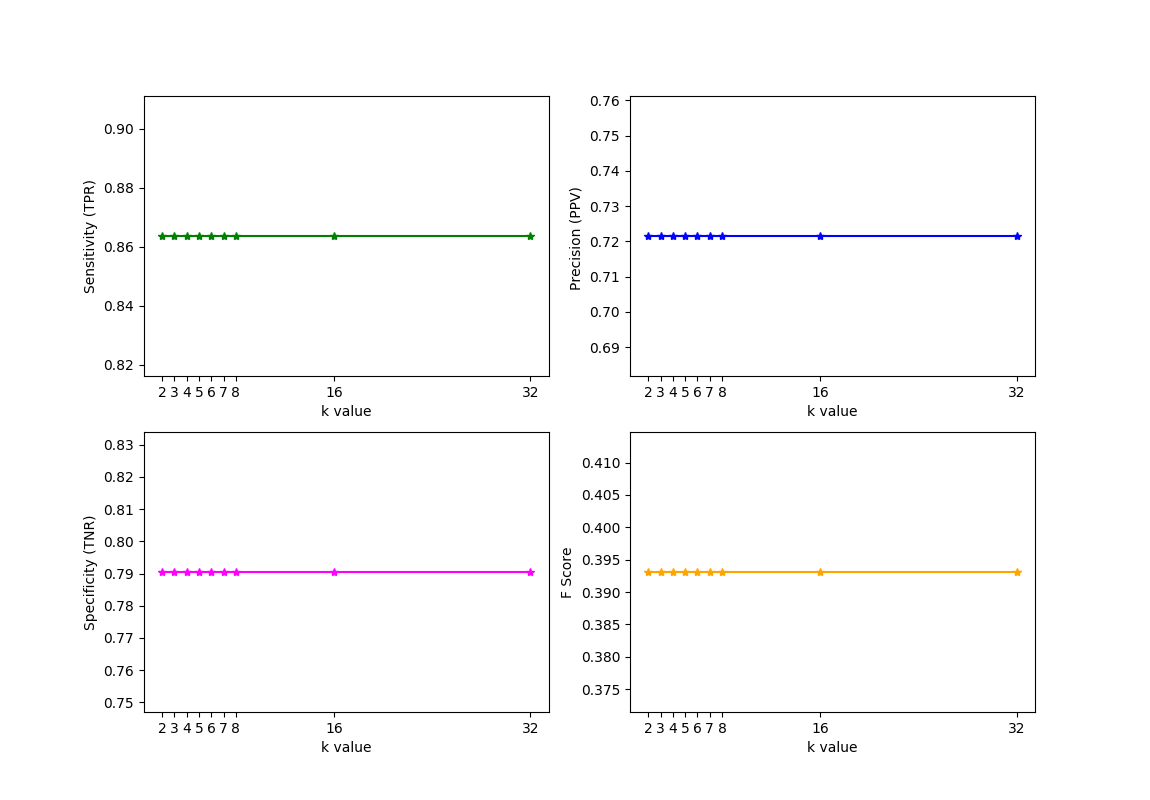 Sensitivity (TPR)
0.90
0.88
0.86
0.84
0.82
2 3 4 5 6 7 8 16 32
k value
Precision (PPV)
0.76
0.75
0.74
0.73
0.72
0.71
0.70
0.69
2 3 4 5 6 7 8 16 32
k value
Specificity (TNR)
0.83
0.82
0.81
0.80
0.79
0.78
0.77
0.76
0.75
2 3 4 5 6 7 8 16 32
k value
F Score
0.410
0.405
0.400
0.395
0.390
0.385
0.380
0.375
2 3 4 5 6 7 8 16 32
k value